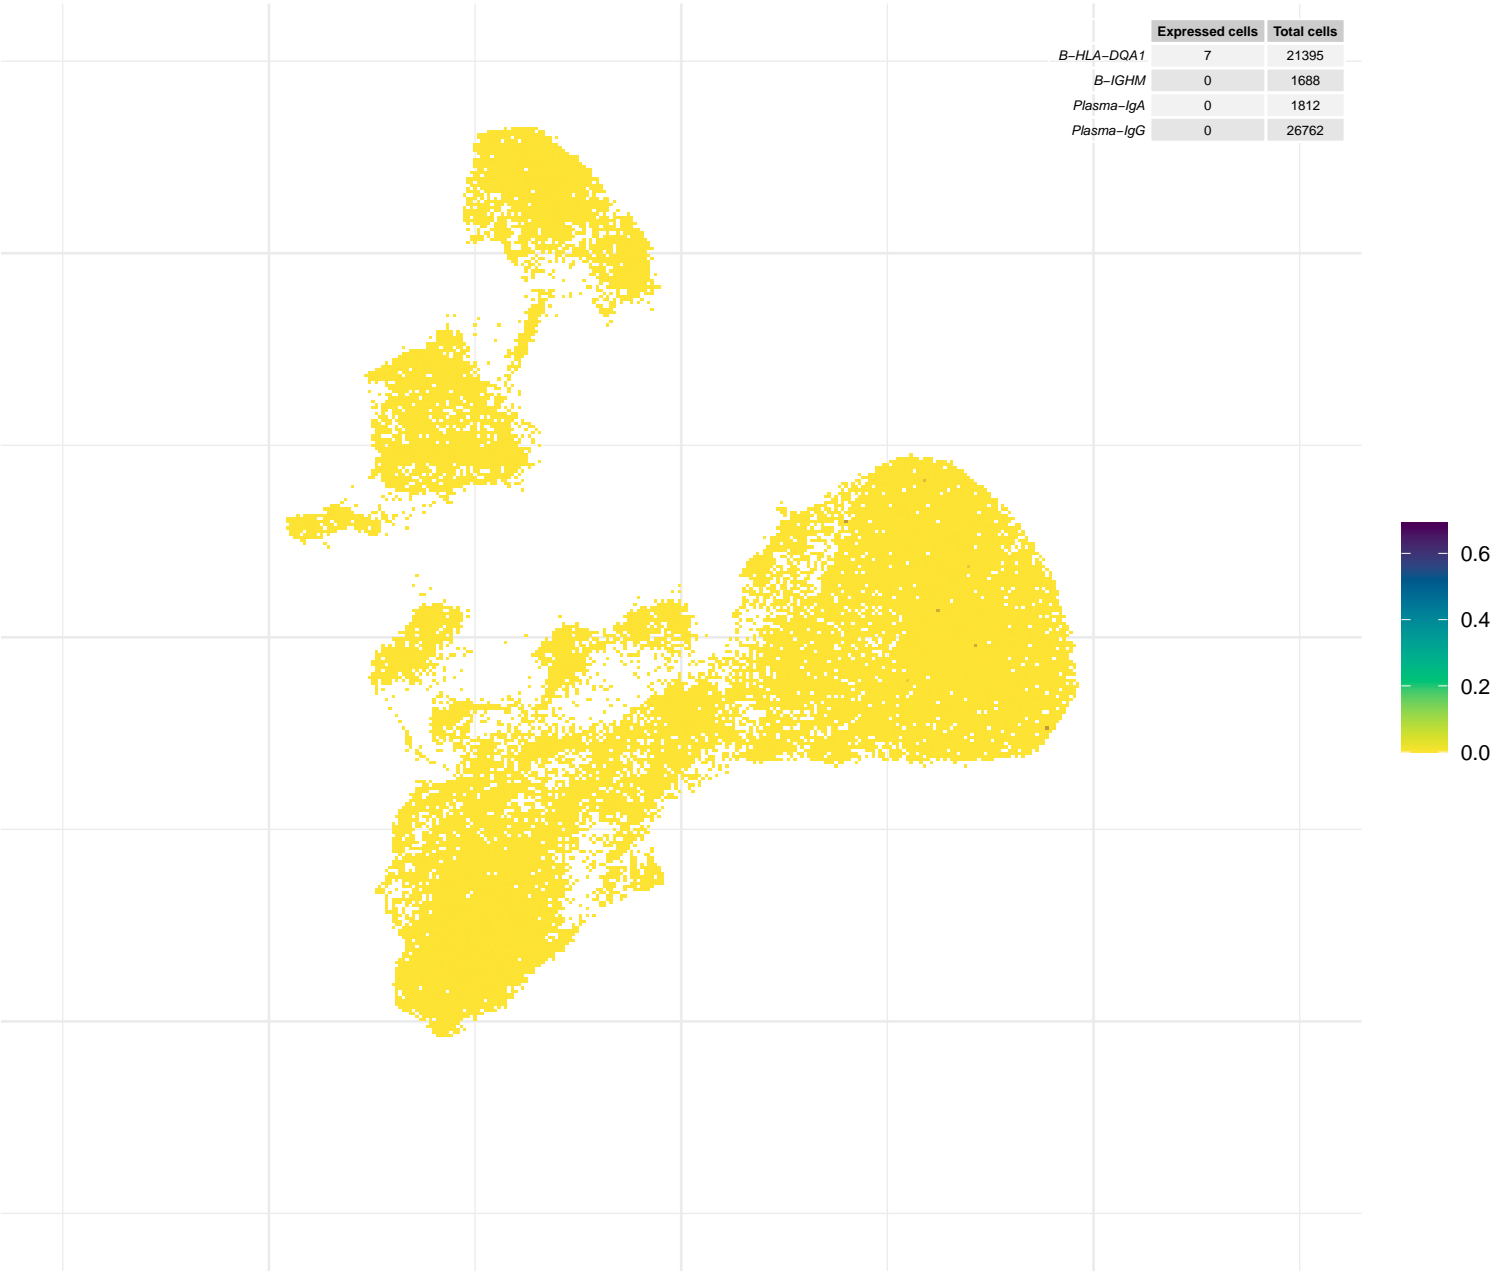 Expressed cells Total cells
B−HLA−DQA1 7 21395
B−IGHM 0 1688
Plasma−IgA 0 1812
Plasma−IgG 0 26762
0.6
0.4
0.2
0.0